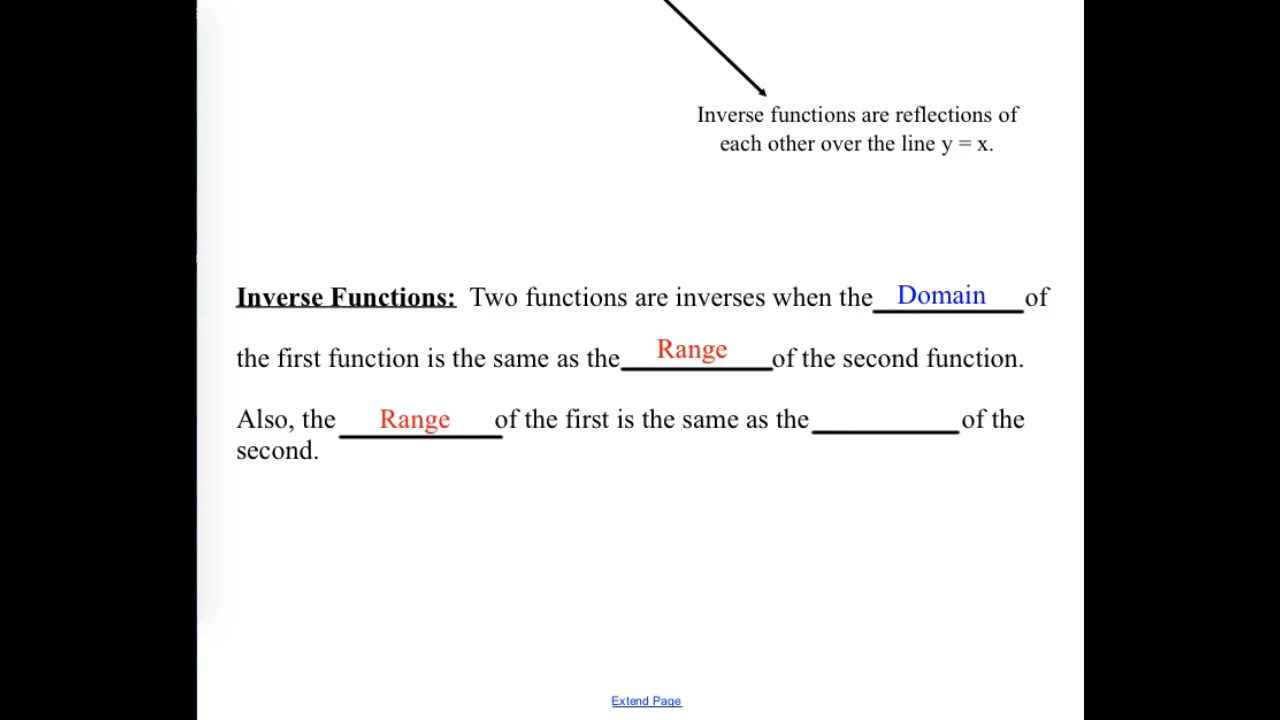 Inverse functions are reflections of
each other over the line y = x.
Inverse Functions: Two functions are inverses when the Domain of
the first function is the same as the Range of the second function.
Also, the Range of the first is the same as the ________ of the
second.
Extend Page